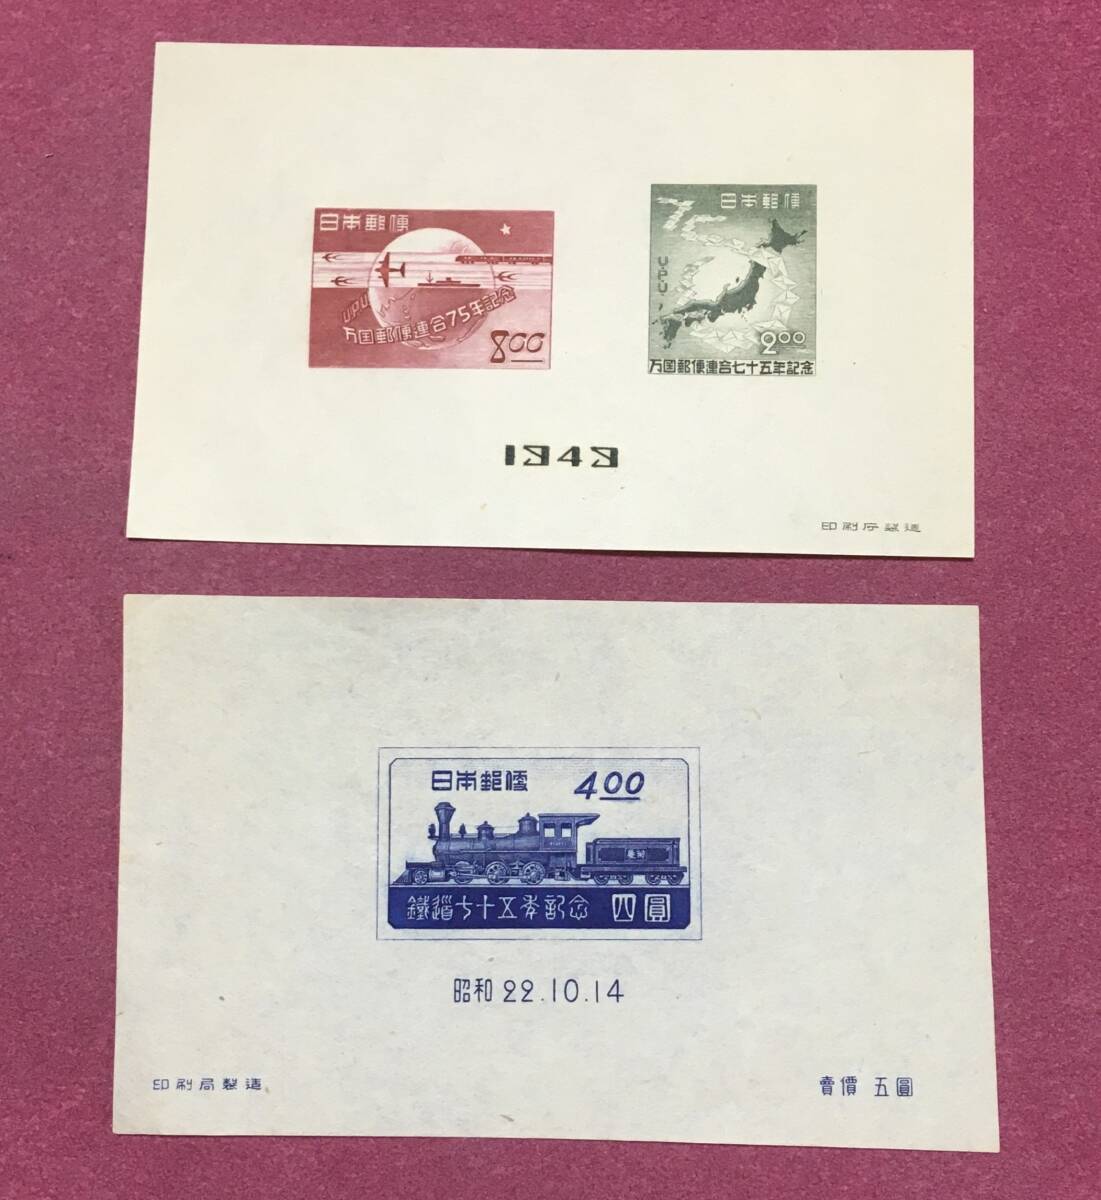 日本郵便
UPU
万国郵便連合75年記念
8.00
75
日本郵便
UPU
2.00
万国郵便連合七十五年記念
1949
印刷庁製造
日本郵便
4.00
鐵道七十五年記念 四圓
昭和 22.10.14
印刷局製造
賣價 五圓